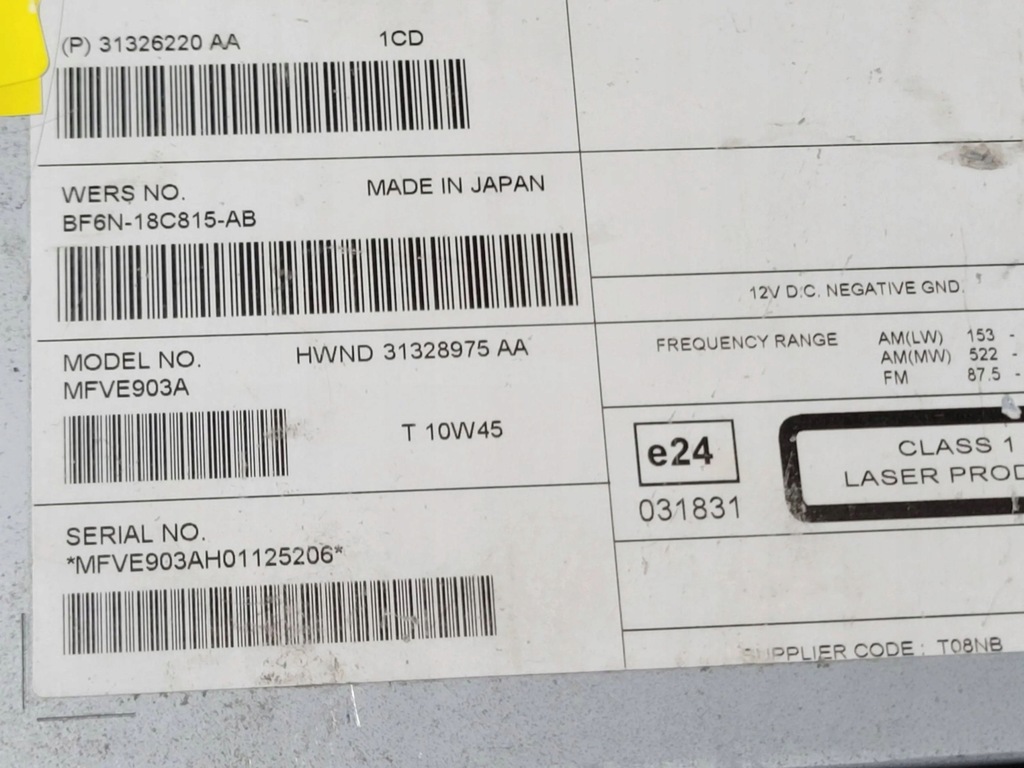 (P) 31326220 AA 1CD
WERS NO. MADE IN JAPAN
BF6N-18C815-AB
MODEL NO. HWND 31328975 AA
MFVE903A
T 10W45
SERIAL NO.
*MFVE903AH01125206*
12V D.C. NEGATIVE GND.
FREQUENCY RANGE AM(LW) 153 -
AM(MW) 522 -
FM 87.5 -
e24
031831
CLASS 1
LASER PROD
SUPPLIER CODE : T08NB